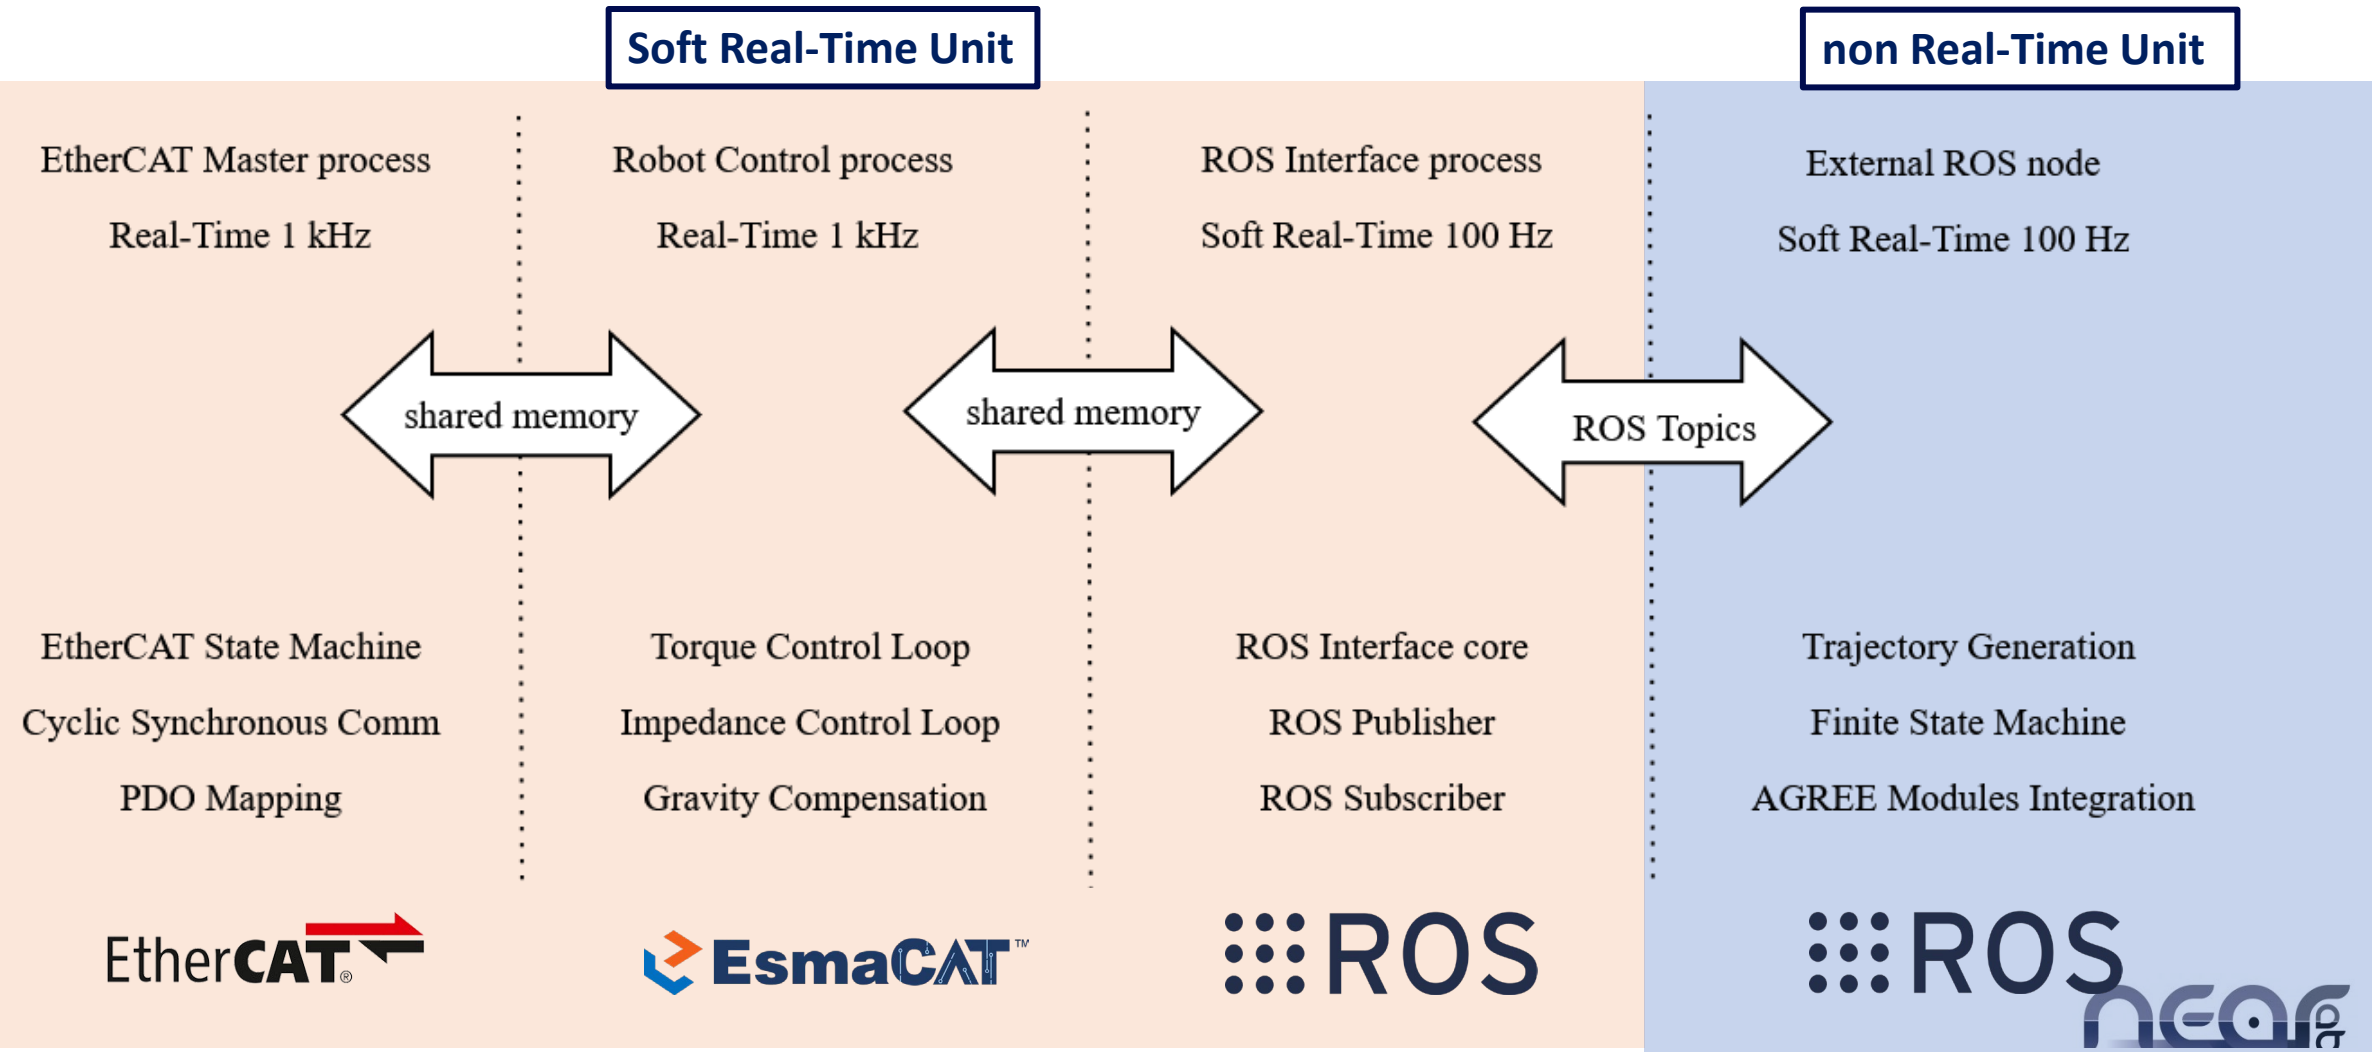 Soft Real-Time Unit
non Real-Time Unit
EtherCAT Master process
Real-Time 1 kHz
Robot Control process
Real-Time 1 kHz
ROS Interface process
Soft Real-Time 100 Hz
External ROS node
Soft Real-Time 100 Hz
shared memory
shared memory
ROS Topics
EtherCAT State Machine
Cyclic Synchronous Comm
PDO Mapping
Torque Control Loop
Impedance Control Loop
Gravity Compensation
ROS Interface core
ROS Publisher
ROS Subscriber
Trajectory Generation
Finite State Machine
AGREE Modules Integration
EtherCAT®
EsmaCAT™
ROS
ROS
near